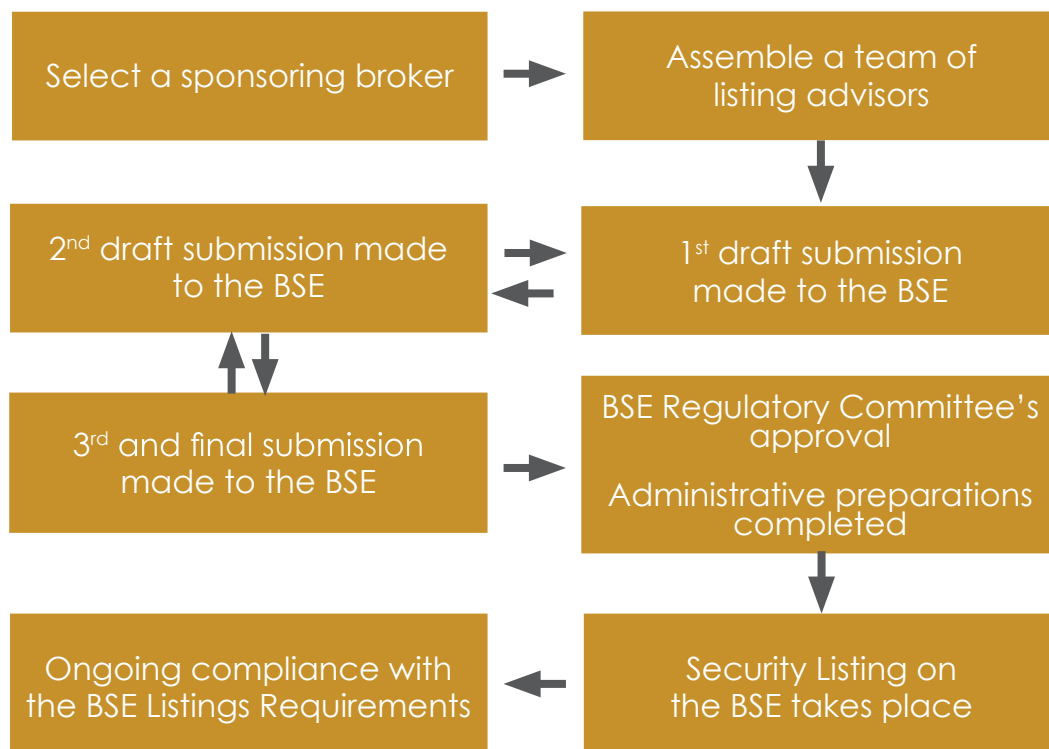 Select a sponsoring broker
Assemble a team of
listing advisors
1st draft submission
made to the BSE
2nd draft submission made
to the BSE
3rd and final submission
made to the BSE
BSE Regulatory Committee’s
approval
Administrative preparations
completed
Security Listing on
the BSE takes place
Ongoing compliance with
the BSE Listings Requirements